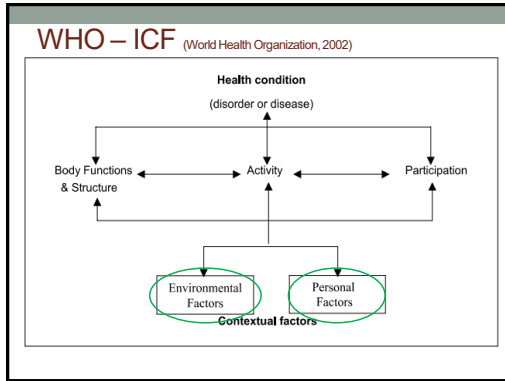 WHO – ICF (World Health Organization, 2002)
Health condition
(disorder or disease)
Body Functions
& Structure
Activity
Participation
Environmental
Factors
Personal
Factors
Contextual factors